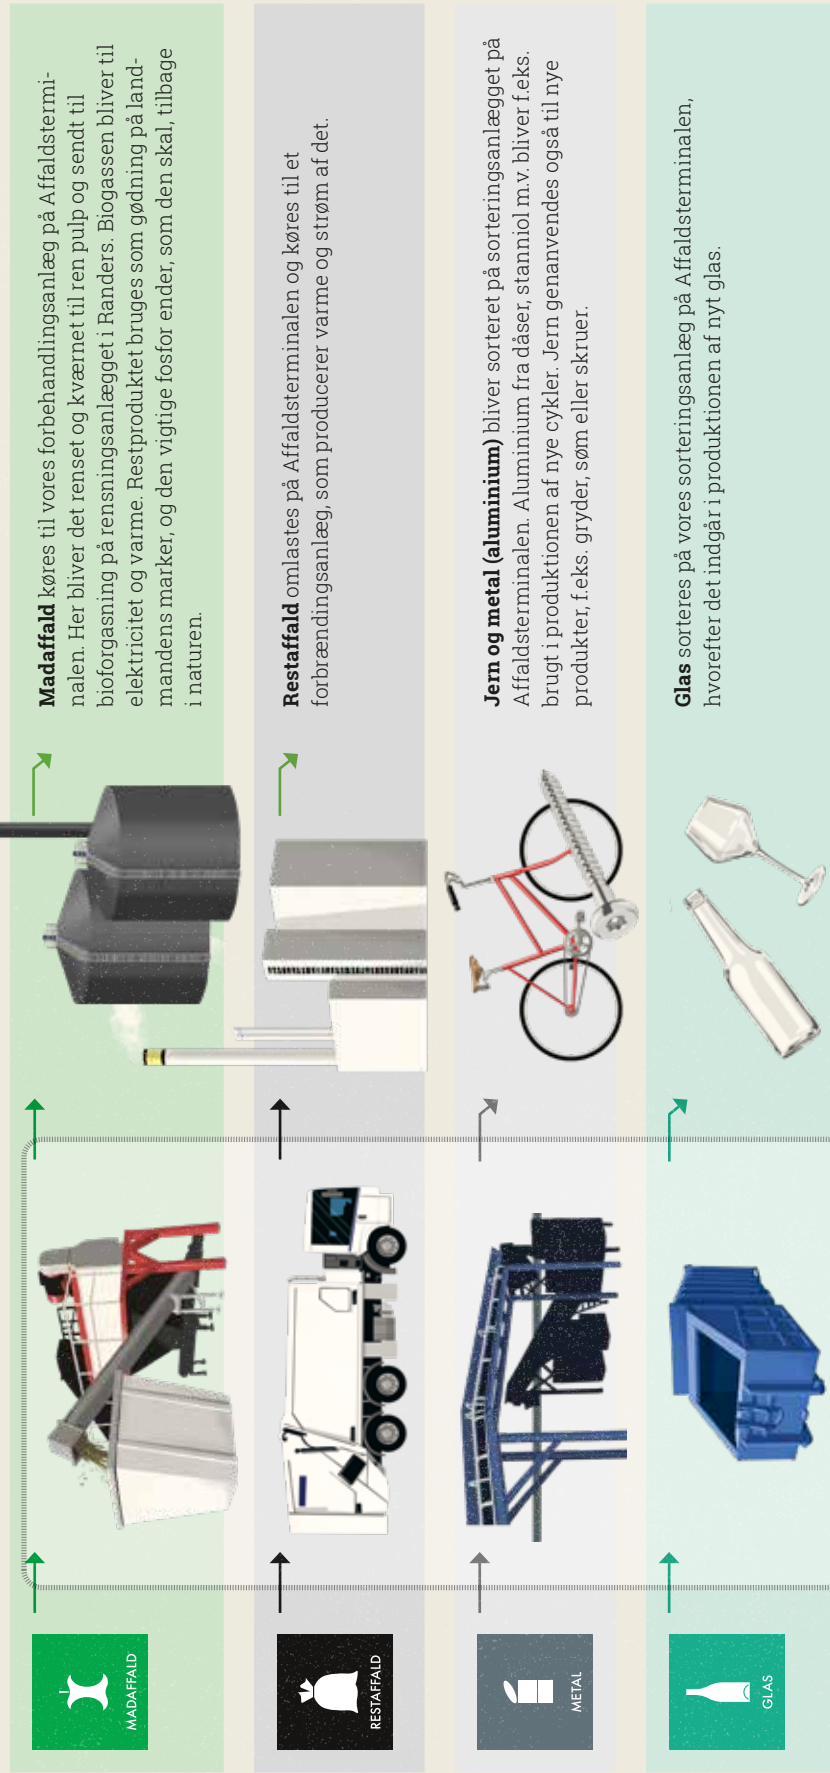 MADAFFALD
Madaffald køres til vores forbehandlingsanlæg på Affaldstermi-
nalen. Her bliver det renset og kværnet til ren pulp og sendt til
bioforgasning på rensningsanlægget i Randers. Biogassen bliver til
elektricitet og varme. Restproduktet bruges som gødning på land-
mandens marker, og den vigtige fosfor ender, som den skal, tilbage
i naturen.
RESTAFFALD
Restaffald omlastes på Affaldsterminalen og køres til et
forbrændingsanlæg, som producerer varme og strøm af det.
METAL
Jern og metal (aluminium) bliver sorteret på sorteringsanlægget på
Affaldsterminalen. Aluminium fra dåser, stanniol m.v. bliver f.eks.
brugt i produktionen af nye cykler. Jern genanvendes også til nye
produkter, f.eks. gryder, søm eller skruer.
GLAS
Glas sorteres på vores sorteringsanlæg på Affaldsterminalen,
hvorefter det indgår i produktionen af nyt glas.